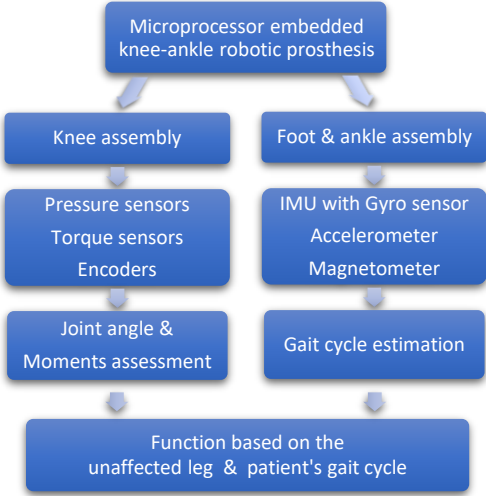 Microprocessor embedded
knee-ankle robotic prosthesis
Knee assembly
Foot & ankle assembly
Pressure sensors
Torque sensors
Encoders
IMU with Gyro sensor
Accelerometer
Magnetometer
Joint angle &
Moments assessment
Gait cycle estimation
Function based on the
unaffected leg & patient's gait cycle